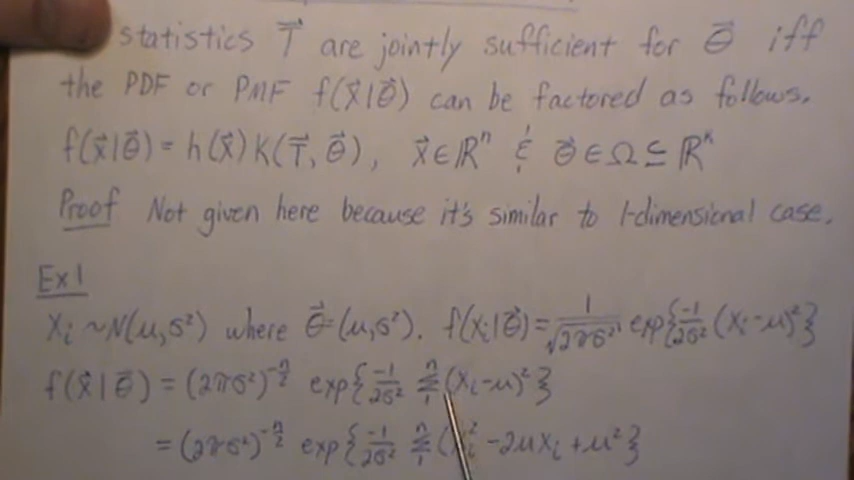 statistics T⃗ are jointly sufficient for θ⃗ iff
the PDF or PMF f(x⃗|θ⃗) can be factored as follows.
f(x⃗|θ⃗) = h(x⃗) K(T⃗, θ⃗), x⃗ ∈ ℝⁿ & θ⃗ ∈ Ω ⊆ ℝᵏ
Proof Not given here because it's similar to 1-dimensional case.
Ex 1
Xᵢ ~ N(μ, σ²) where θ⃗ = (μ, σ²). f(xᵢ|θ⃗) = 1/√(2πσ²) exp{-1/2σ² (xᵢ-μ)²}
f(x⃗|θ⃗) = (2πσ²)^(-n/2) exp{-1/2σ² Σ₁ⁿ (xᵢ-μ)²}
= (2πσ²)^(-n/2) exp{-1/2σ² Σ₁ⁿ (xᵢ² - 2μxᵢ + μ²}